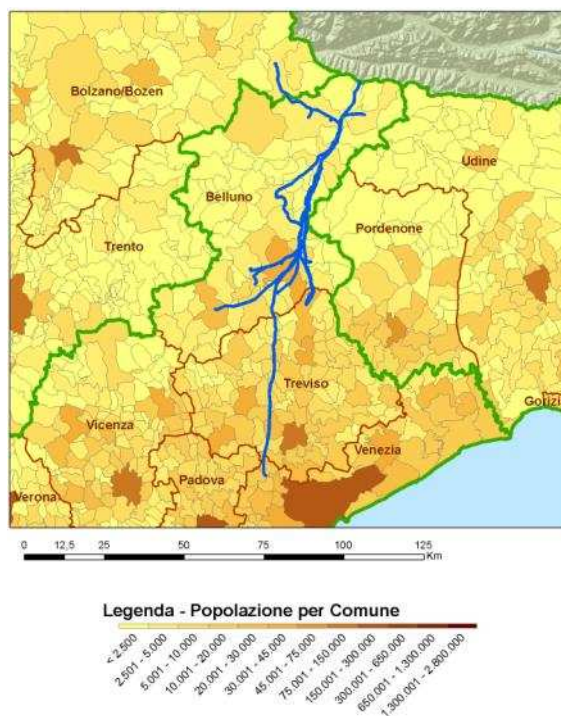 Bolzano/Bozen
Udine
Belluno
Pordenone
Trento
Treviso
Gorizi
Vicenza
Venezia
Padova
Verona
0 12,5 25 50 75 100 125
Km
Legenda - Popolazione per Comune
< 2.500
2.501 - 5.000
5.001 - 10.000
10.001 - 20.000
20.001 - 30.000
30.001 - 45.000
45.001 - 75.000
75.001 - 150.000
150.001 - 300.000
300.001 - 650.000
650.001 - 1.300.000
1.300.001 - 2.800.000